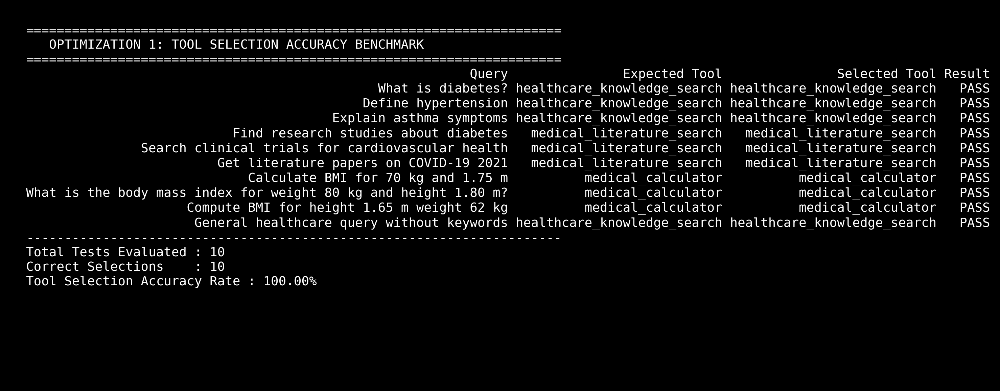 ======================================================================
   OPTIMIZATION 1: TOOL SELECTION ACCURACY BENCHMARK
======================================================================
                                                          Query               Expected Tool               Selected Tool Result
                                              What is diabetes? healthcare_knowledge_search healthcare_knowledge_search   PASS
                                            Define hypertension healthcare_knowledge_search healthcare_knowledge_search   PASS
                                        Explain asthma symptoms healthcare_knowledge_search healthcare_knowledge_search   PASS
                           Find research studies about diabetes   medical_literature_search   medical_literature_search   PASS
               Search clinical trials for cardiovascular health   medical_literature_search   medical_literature_search   PASS
                         Get literature papers on COVID-19 2021   medical_literature_search   medical_literature_search   PASS
                             Calculate BMI for 70 kg and 1.75 m          medical_calculator          medical_calculator   PASS
What is the body mass index for weight 80 kg and height 1.80 m?          medical_calculator          medical_calculator   PASS
                     Compute BMI for height 1.65 m weight 62 kg          medical_calculator          medical_calculator   PASS
                      General healthcare query without keywords healthcare_knowledge_search healthcare_knowledge_search   PASS
----------------------------------------------------------------------
Total Tests Evaluated : 10
Correct Selections    : 10
Tool Selection Accuracy Rate : 100.00%